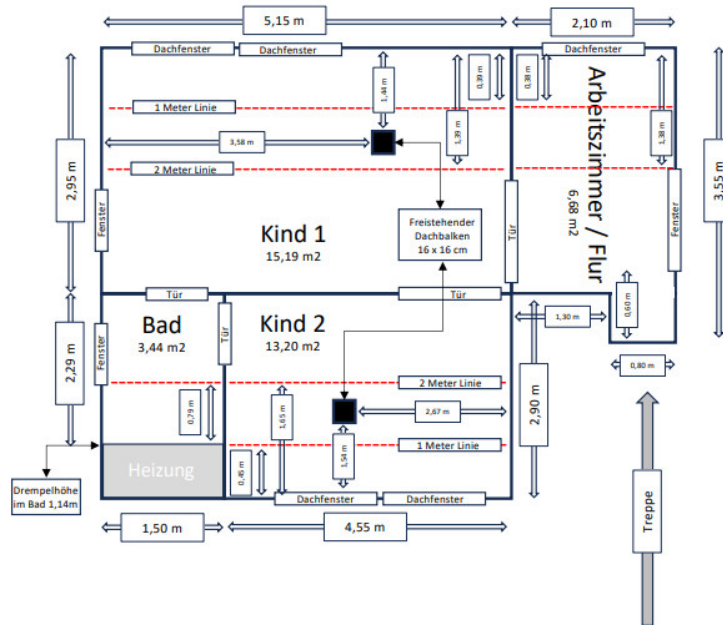 5,15 m
2,10 m
Dachfenster
Dachfenster
Dachfenster
1,44 m
0,39 m
0,38 m
1 Meter Linie
1,39 m
1,38 m
3,58 m
2 Meter Linie
2,95 m
3,55 m
Arbeitszimmer / Flur
6,68 m2
Fenster
Fenster
Tür
Kind 1
15,19 m2
Freistehender
Dachbalken
16 x 16 cm
Tür
Tür
0,60 m
1,30 m
Bad
3,44 m2
Tür
Kind 2
13,20 m2
Fenster
2,29 m
0,80 m
2 Meter Linie
0,79 m
1,65 m
2,67 m
2,90 m
1 Meter Linie
1,54 m
0,45 m
Heizung
Drempelhöhe
im Bad 1,14m
Dachfenster
Dachfenster
Treppe
1,50 m
4,55 m